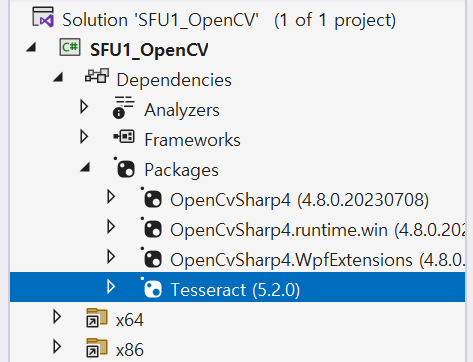 Solution 'SFU1_OpenCV' (1 of 1 project)
C# SFU1_OpenCV
Dependencies
Analyzers
Frameworks
Packages
OpenCvSharp4 (4.8.0.20230708)
OpenCvSharp4.runtime.win (4.8.0.202
OpenCvSharp4.WpfExtensions (4.8.0.
Tesseract (5.2.0)
x64
x86